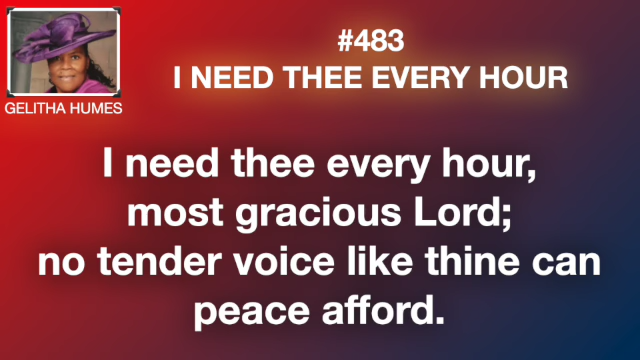 #483
I NEED THEE EVERY HOUR
GELITHA HUMES
I need thee every hour,
most gracious Lord;
no tender voice like thine can
peace afford.